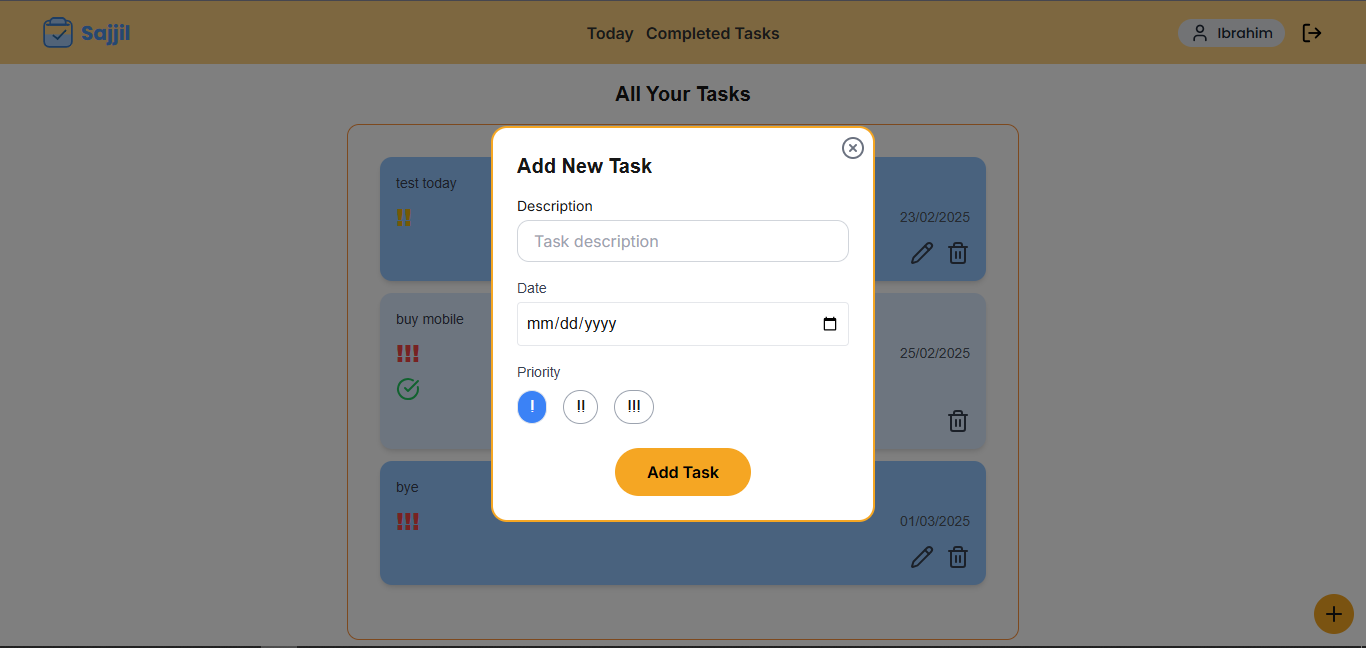 Sajjil
Today Completed Tasks
Ibrahim
All Your Tasks
test today
!!
23/02/2025
buy mobile
!!!
25/02/2025
bye
!!!
01/03/2025
Add New Task
Description
Task description
Date
mm/dd/yyyy
Priority
! !! !!!
Add Task